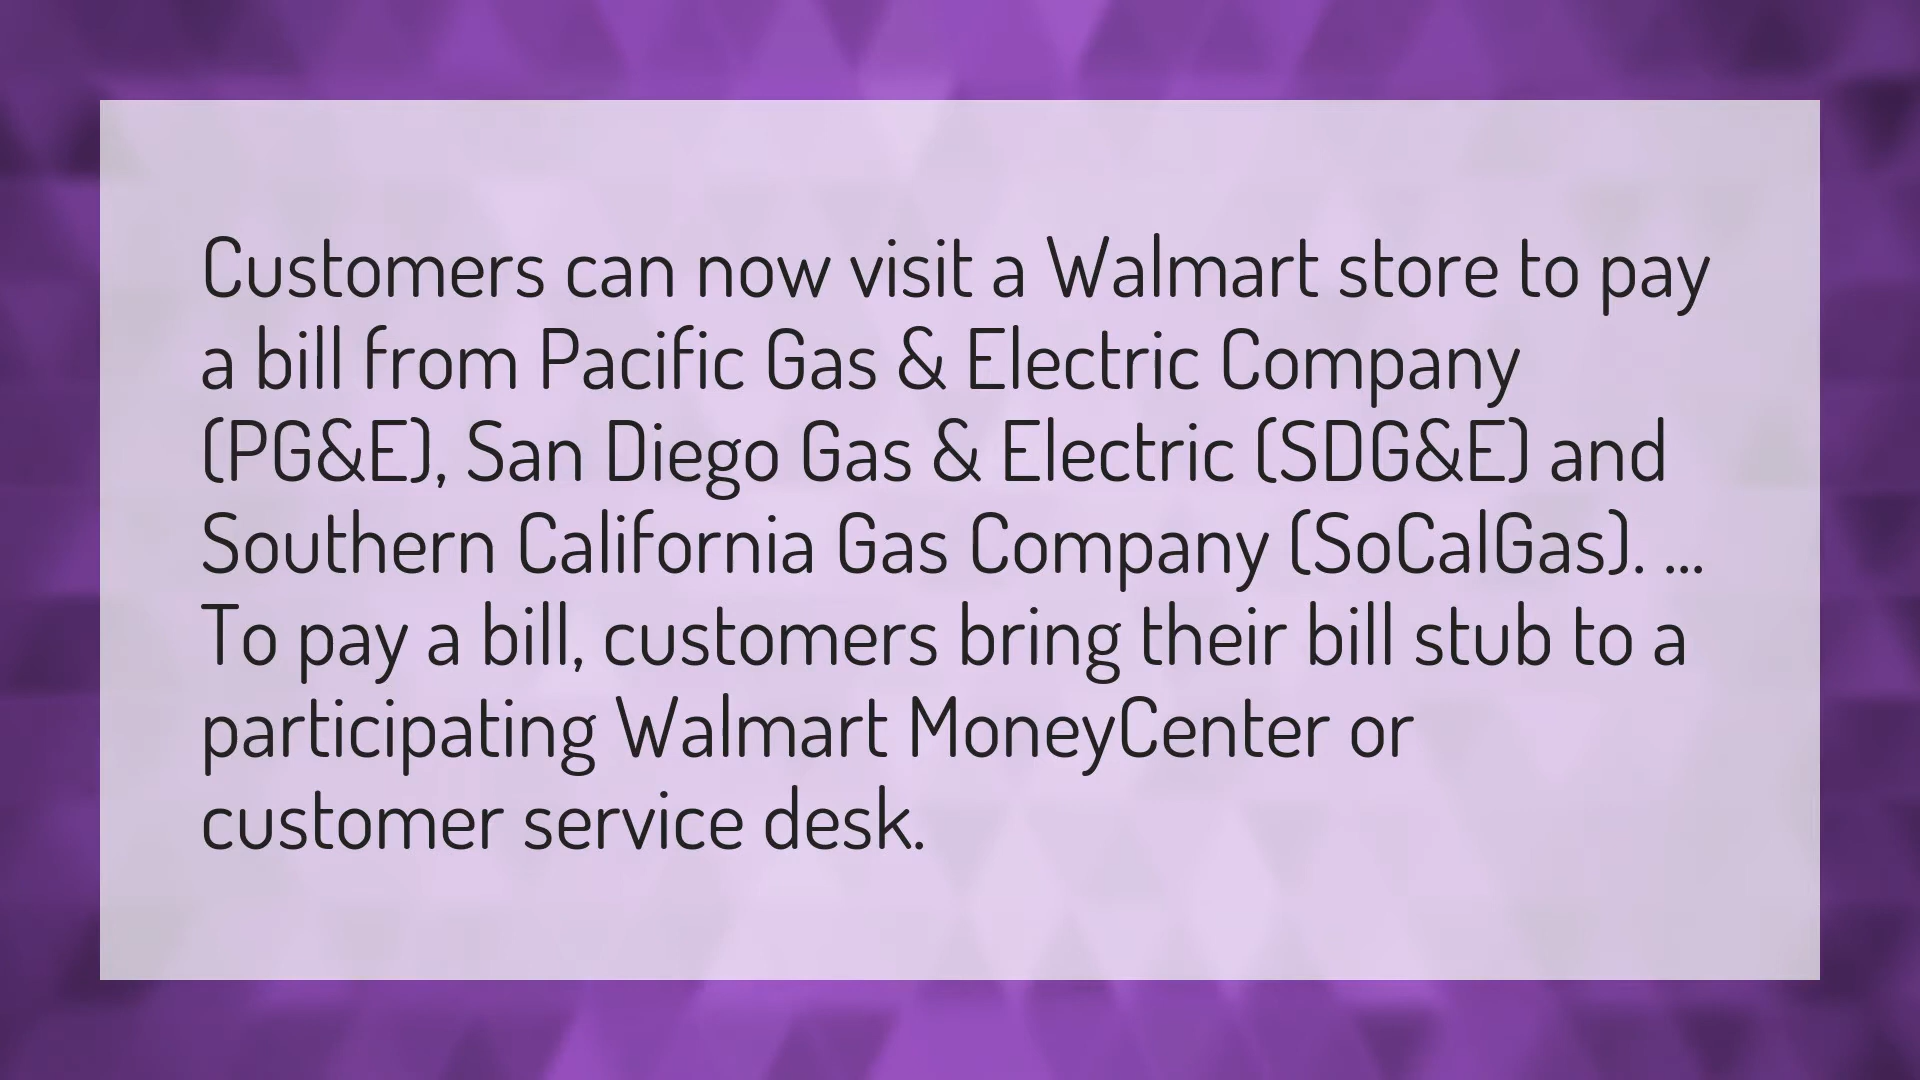 Customers can now visit a Walmart store to pay
a bill from Pacific Gas & Electric Company
(PG&E), San Diego Gas & Electric (SDG&E) and
Southern California Gas Company (SoCalGas). ...
To pay a bill, customers bring their bill stub to a
participating Walmart MoneyCenter or
customer service desk.